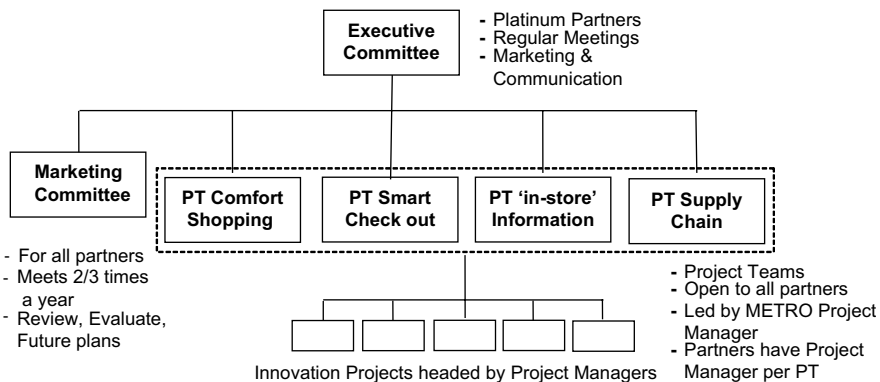 Executive
Committee
- Platinum Partners
- Regular Meetings
- Marketing &
Communication
Marketing
Committee
PT Comfort
Shopping
PT Smart
Check out
PT ‘in-store’
Information
PT Supply
Chain
- For all partners
- Meets 2/3 times
a year
- Review, Evaluate,
Future plans
- Project Teams
- Open to all partners
- Led by METRO Project
Manager
- Partners have Project
Manager per PT
Innovation Projects headed by Project Managers